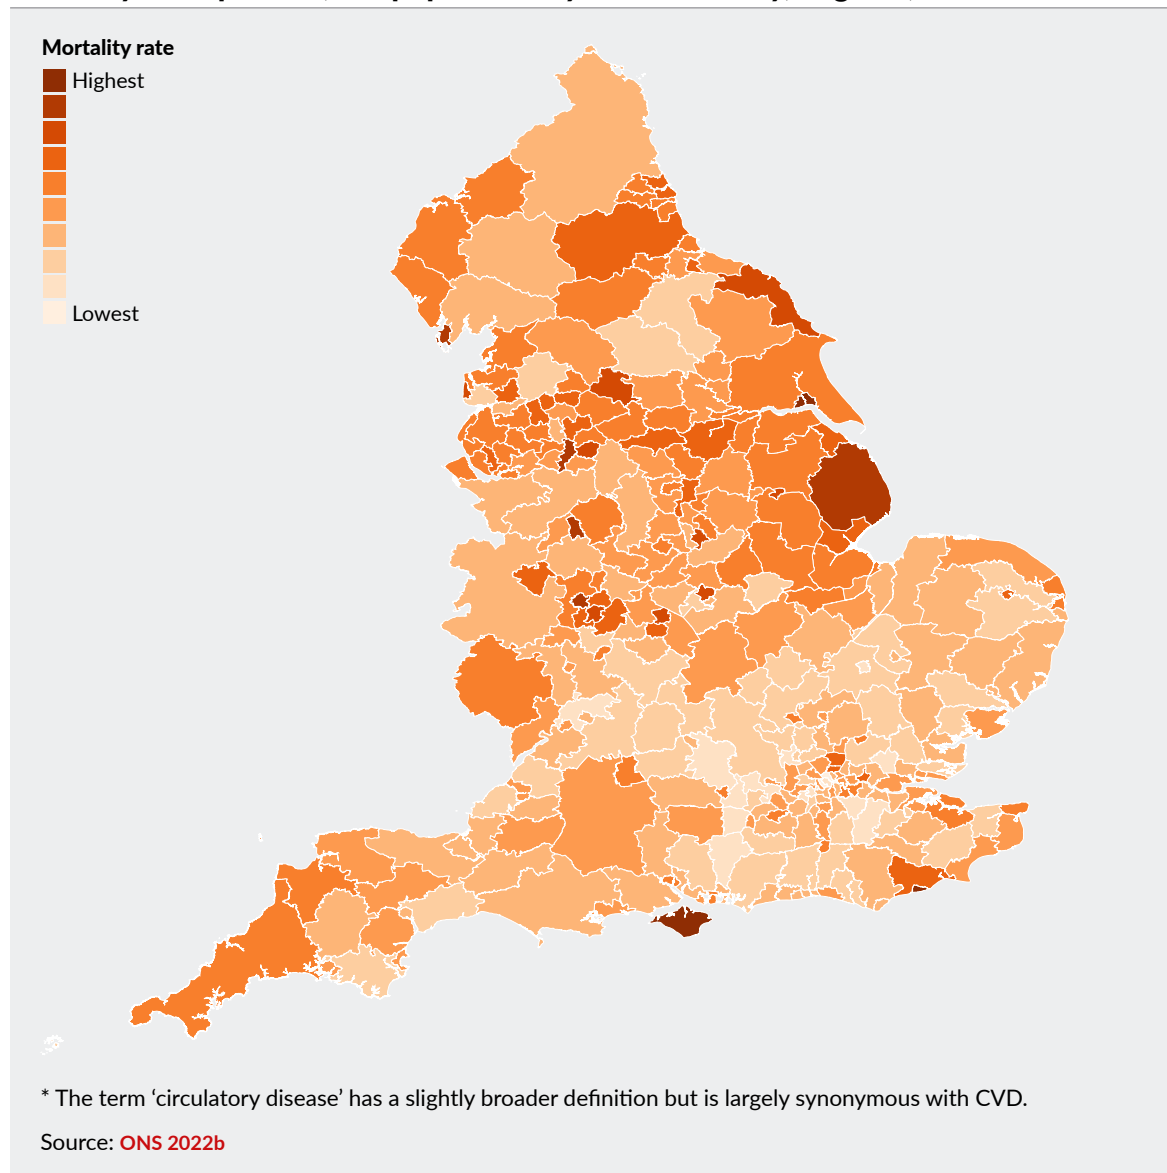 Mortality rate
Highest
Lowest
* The term ‘circulatory disease’ has a slightly broader definition but is largely synonymous with CVD.
Source: ONS 2022b